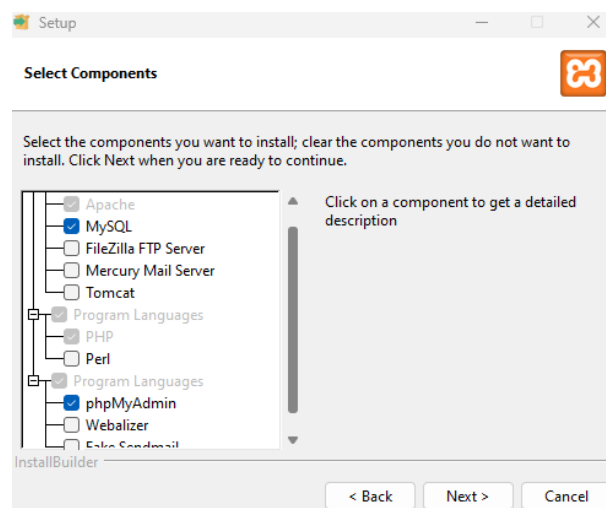 Setup
Select Components
Select the components you want to install; clear the components you do not want to
install. Click Next when you are ready to continue.
Apache
MySQL
FileZilla FTP Server
Mercury Mail Server
Tomcat
Program Languages
PHP
Perl
Program Languages
phpMyAdmin
Webalizer
Fake Sendmail
Click on a component to get a detailed
description
InstallBuilder
< Back
Next >
Cancel